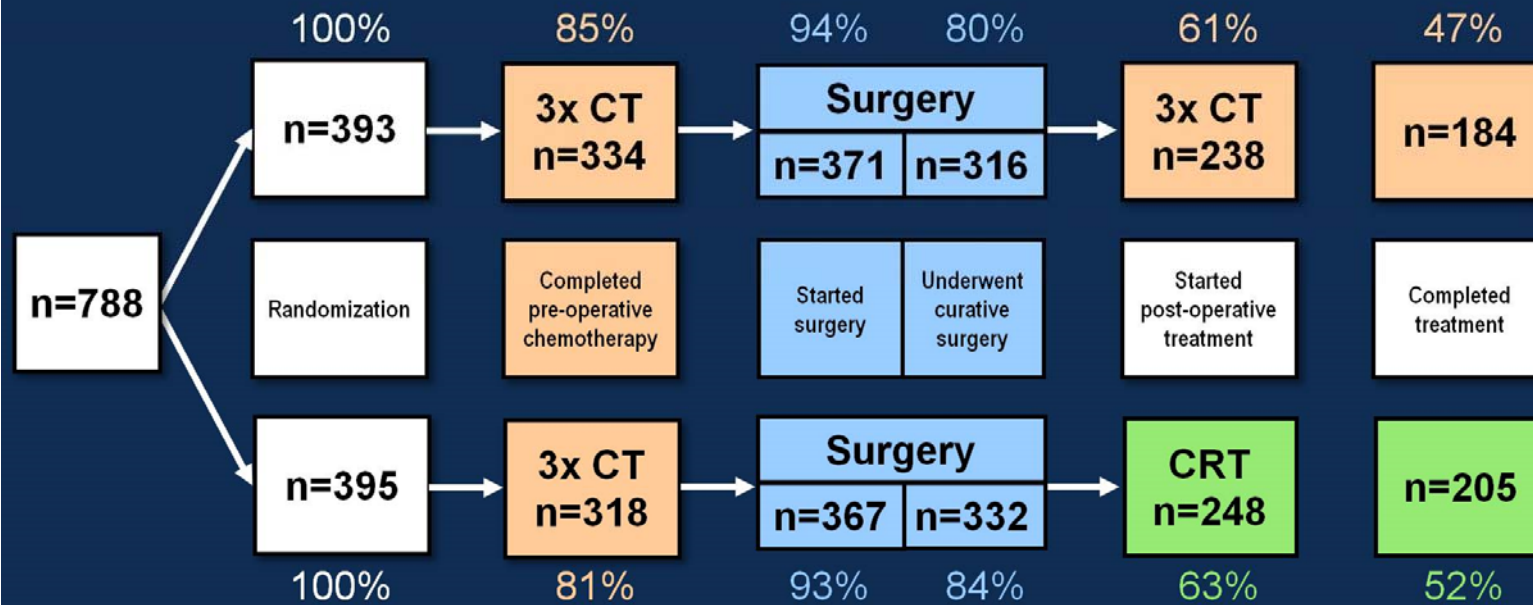 100% 85% 94% 80% 61% 47%
n=393
3x CT
n=334
Surgery
n=371 n=316
3x CT
n=238
n=184
n=788
Randomization
Completed
pre-operative
chemotherapy
Started
surgery
Underwent
curative
surgery
Started
post-operative
treatment
Completed
treatment
n=395
3x CT
n=318
Surgery
n=367 n=332
CRT
n=248
n=205
100% 81% 93% 84% 63% 52%